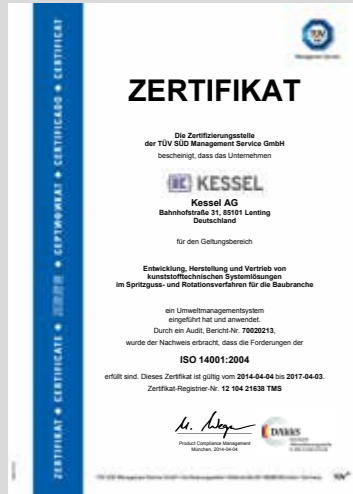 TÜV
Management Service
ZERTIFIKAT
Die Zertifizierungsstelle
der TÜV SÜD Management Service GmbH
bescheinigt, dass das Unternehmen
KESSEL
Kessel AG
Bahnhofstraße 31, 85101 Lenting
Deutschland
für den Geltungsbereich
Entwicklung, Herstellung und Vertrieb von
kunststofftechnischen Systemlösungen
im Spritzguss- und Rotationsverfahren für die Baubranche
ein Umweltmanagementsystem
eingeführt hat und anwendet.
Durch ein Audit, Bericht-Nr. 70020213,
wurde der Nachweis erbracht, dass die Forderungen der
ISO 14001:2004
erfüllt sind. Dieses Zertifikat ist gültig vom 2014-04-04 bis 2017-04-03.
Zertifikat-Registrier-Nr. 12 104 21638 TMS
Product Compliance Management
München, 2014-04-04
DAkkS
ZERTIFIKAT ◆ CERTIFICATE ◆ ◆ СЕРТИФИКАТ ◆ CERTIFICADO ◆ CERTIFICAT